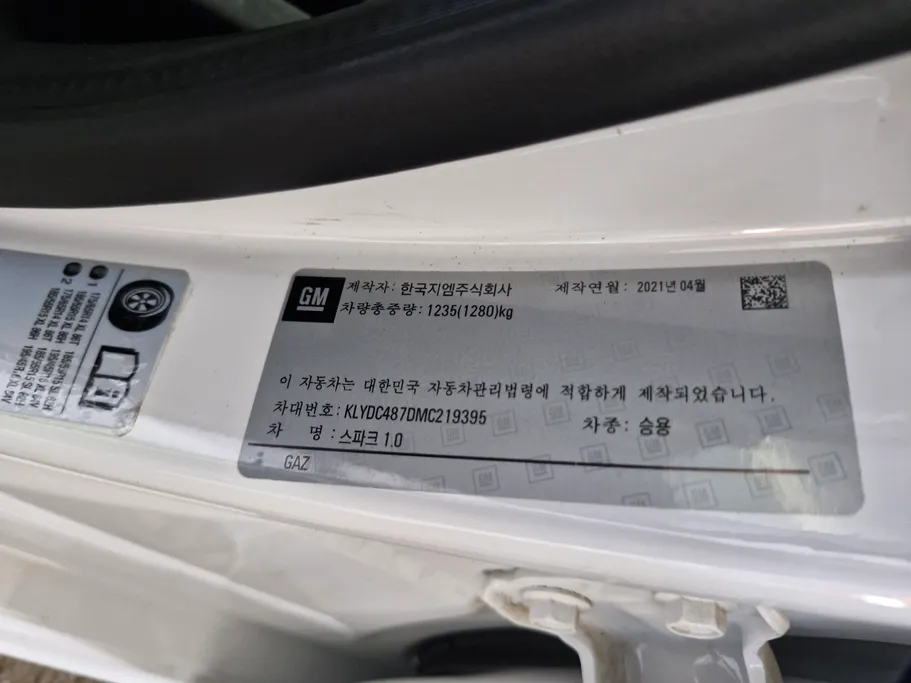 GM
제작자: 한국지엠주식회사
제작연월: 2021년 04월
차량총중량: 1235(1280)kg
이 자동차는 대한민국 자동차관리법령에 적합하게 제작되었습니다.
차대번호: KLYDC487DMC219395
차종: 승용
차 명: 스파크 1.0
GAZ
1
2